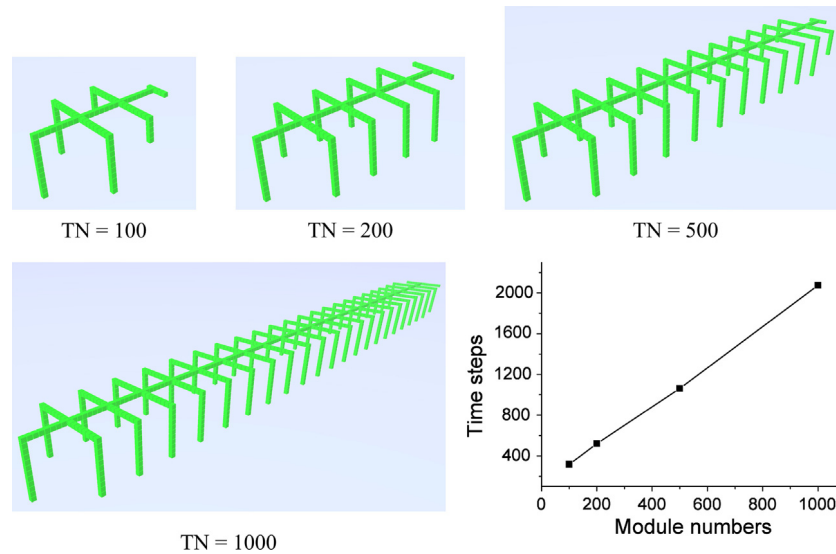 TN = 100
TN = 200
TN = 500
TN = 1000
Time steps
2000
1600
1200
800
400
0 200 400 600 800 1000
Module numbers